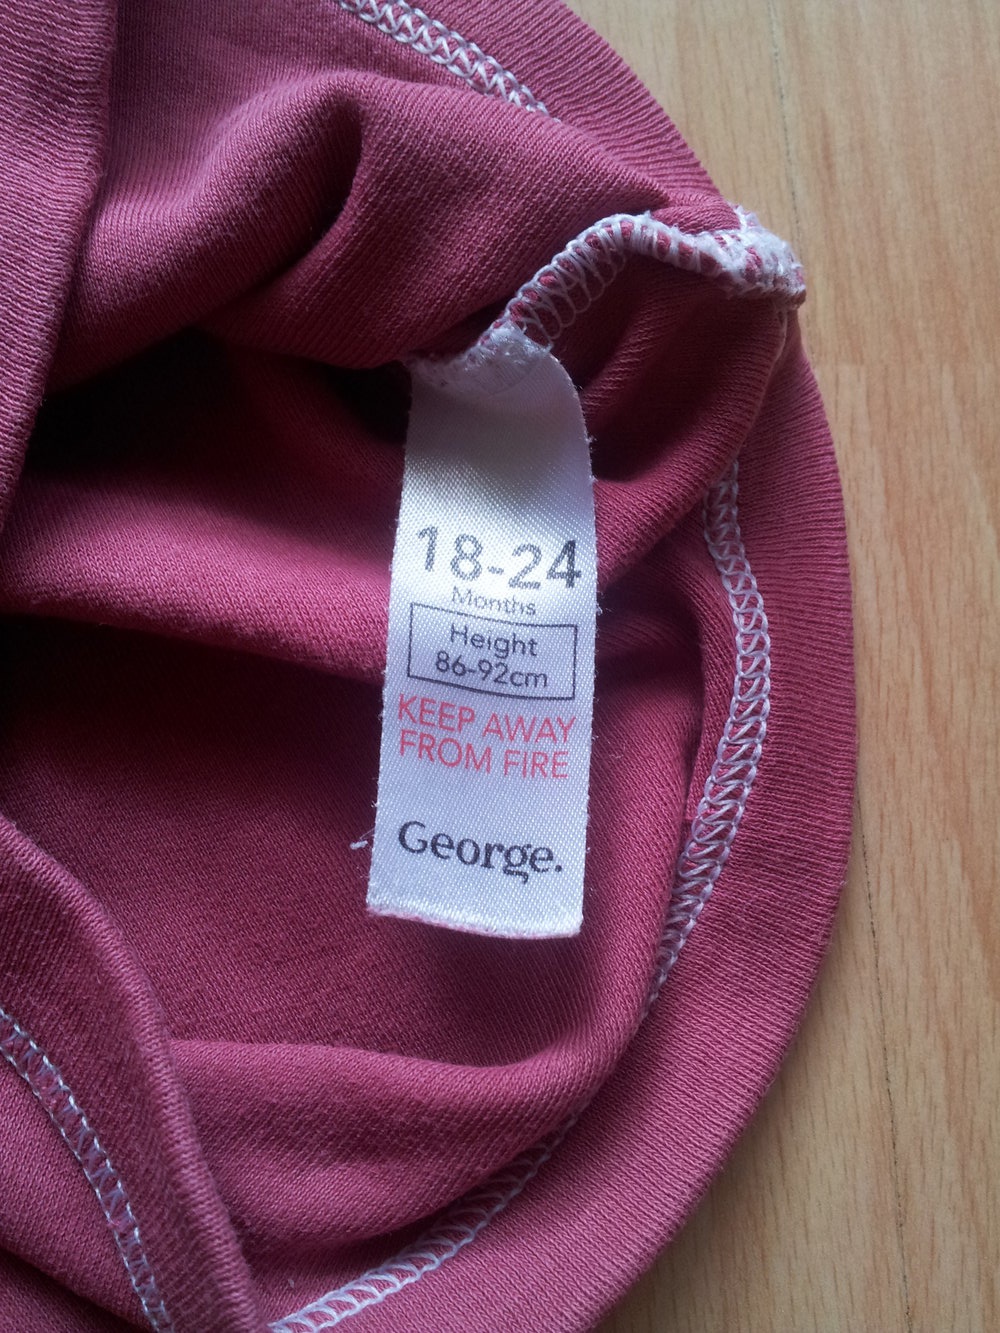 18-24
Months
Height
86-92cm
KEEP AWAY
FROM FIRE
George.